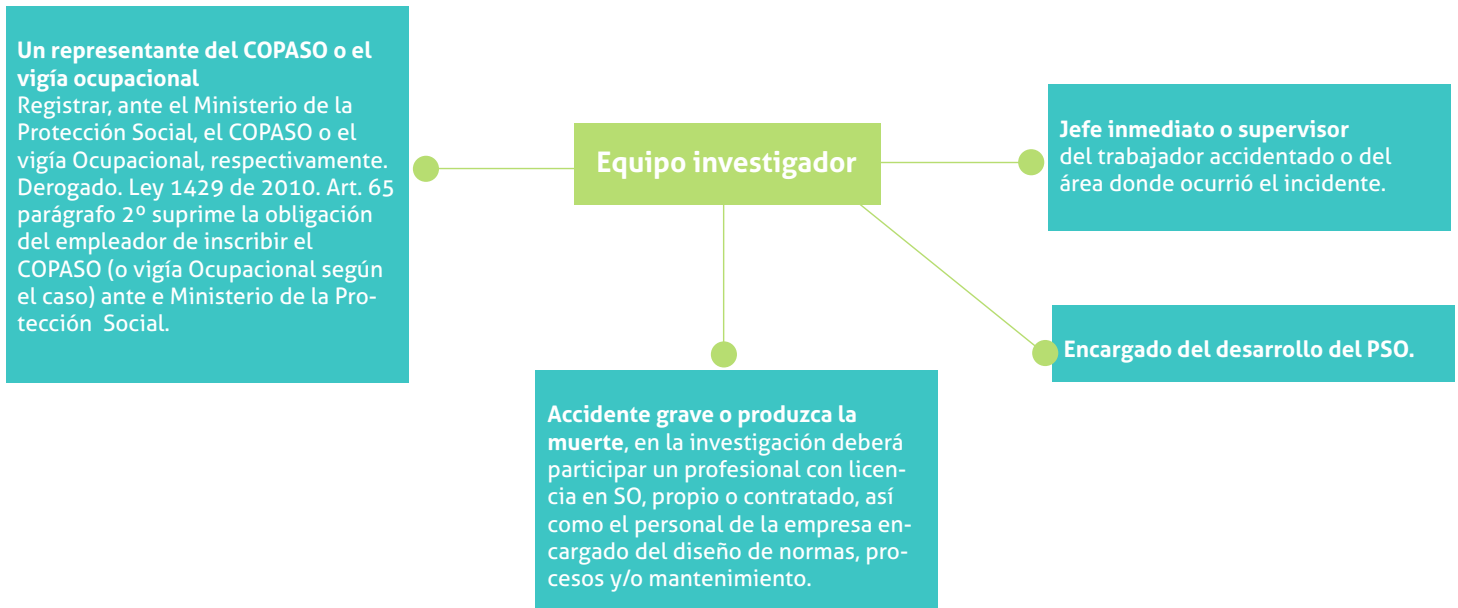 Un representante del COPASO o el
vigía ocupacional
Registrar, ante el Ministerio de la
Protección Social, el COPASO o el
vigía Ocupacional, respectivamente.
Derogado. Ley 1429 de 2010. Art. 65
parágrafo 2º suprime la obligación
del empleador de inscribir el
COPASO (o vigía Ocupacional según
el caso) ante e Ministerio de la Pro-
tección Social.
Equipo investigador
Jefe inmediato o supervisor
del trabajador accidentado o del
área donde ocurrió el incidente.
Encargado del desarrollo del PSO.
Accidente grave o produzca la
muerte, en la investigación deberá
participar un profesional con licen-
cia en SO, propio o contratado, así
como el personal de la empresa en-
cargado del diseño de normas, pro-
cesos y/o mantenimiento.